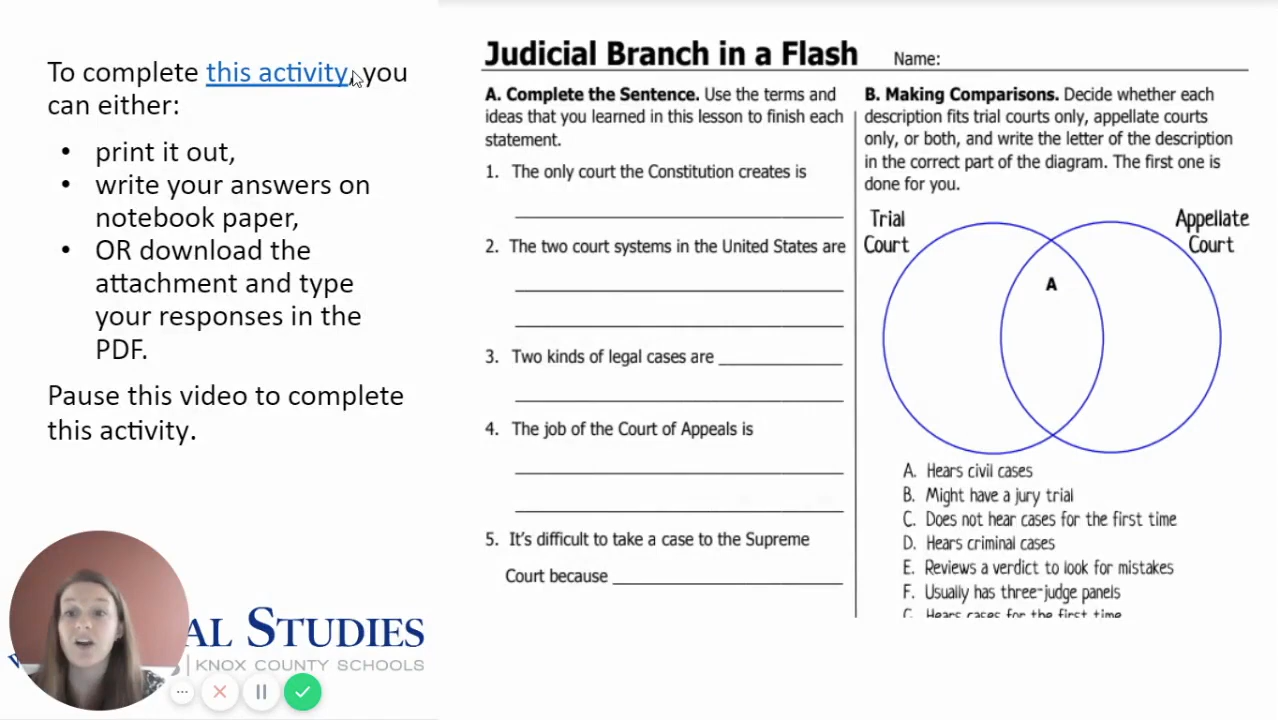 To complete this activity, you
can either:
• print it out,
• write your answers on
notebook paper,
• OR download the
attachment and type
your responses in the
PDF.
Pause this video to complete
this activity.
AL STUDIES
KNOX COUNTY SCHOOLS
Judicial Branch in a Flash Name:
A. Complete the Sentence. Use the terms and
ideas that you learned in this lesson to finish each
statement.
1. The only court the Constitution creates is
2. The two court systems in the United States are
3. Two kinds of legal cases are
4. The job of the Court of Appeals is
5. It's difficult to take a case to the Supreme
Court because
B. Making Comparisons. Decide whether each
description fits trial courts only, appellate courts
only, or both, and write the letter of the description
in the correct part of the diagram. The first one is
done for you.
Trial
Court
Appellate
Court
A
A. Hears civil cases
B. Might have a jury trial
C. Does not hear cases for the first time
D. Hears criminal cases
E. Reviews a verdict to look for mistakes
F. Usually has three-judge panels
G. Hears cases for the first time